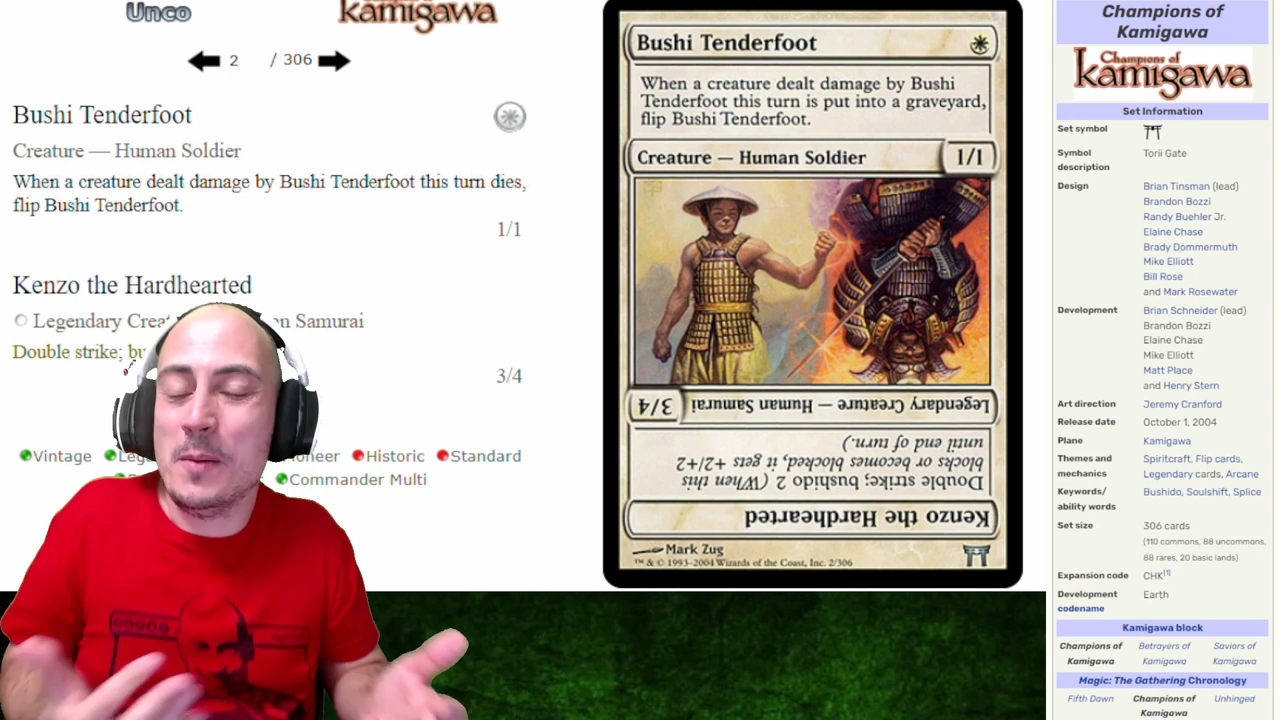 Unco
kamigawa
2 / 306
Bushi Tenderfoot
Creature — Human Soldier
When a creature dealt damage by Bushi Tenderfoot this turn dies,
flip Bushi Tenderfoot.
1/1
Kenzo the Hardhearted
Legendary Crea on Samurai
Double strike; bu
3/4
Vintage Leg oneer Historic Standard
Commander Multi
Bushi Tenderfoot
When a creature dealt damage by Bushi
Tenderfoot this turn is put into a graveyard,
flip Bushi Tenderfoot.
Creature — Human Soldier 1/1
Legendary Creature — Human Samurai 3/4
Kenzo the Hardhearted
Double strike; bushido 2 (When this
blocks or becomes blocked, it gets +2/+2
until end of turn.)
Mark Zug
™ & © 1993–2004 Wizards of the Coast, Inc. 2/306
Champions of
Kamigawa
Champions of
kamigawa
Set Information
Set symbol
Symbol description Torii Gate
Design Brian Tinsman (lead)
Brandon Bozzi
Randy Buehler Jr.
Elaine Chase
Brady Dommermuth
Mike Elliott
Bill Rose
and Mark Rosewater
Development Brian Schneider (lead)
Brandon Bozzi
Elaine Chase
Mike Elliott
Matt Place
and Henry Stern
Art direction Jeremy Cranford
Release date October 1, 2004
Plane Kamigawa
Themes and mechanics Spiritcraft, Flip cards,
Legendary cards, Arcane
Keywords/ ability words Bushido, Soulshift, Splice
Set size 306 cards
(110 commons, 88 uncommons,
88 rares, 20 basic lands)
Expansion code CHK[1]
Development codename Earth
Kamigawa block
Champions of Kamigawa Betrayers of Kamigawa Saviors of Kamigawa
Magic: The Gathering Chronology
Fifth Dawn Champions of Kamigawa Unhinged